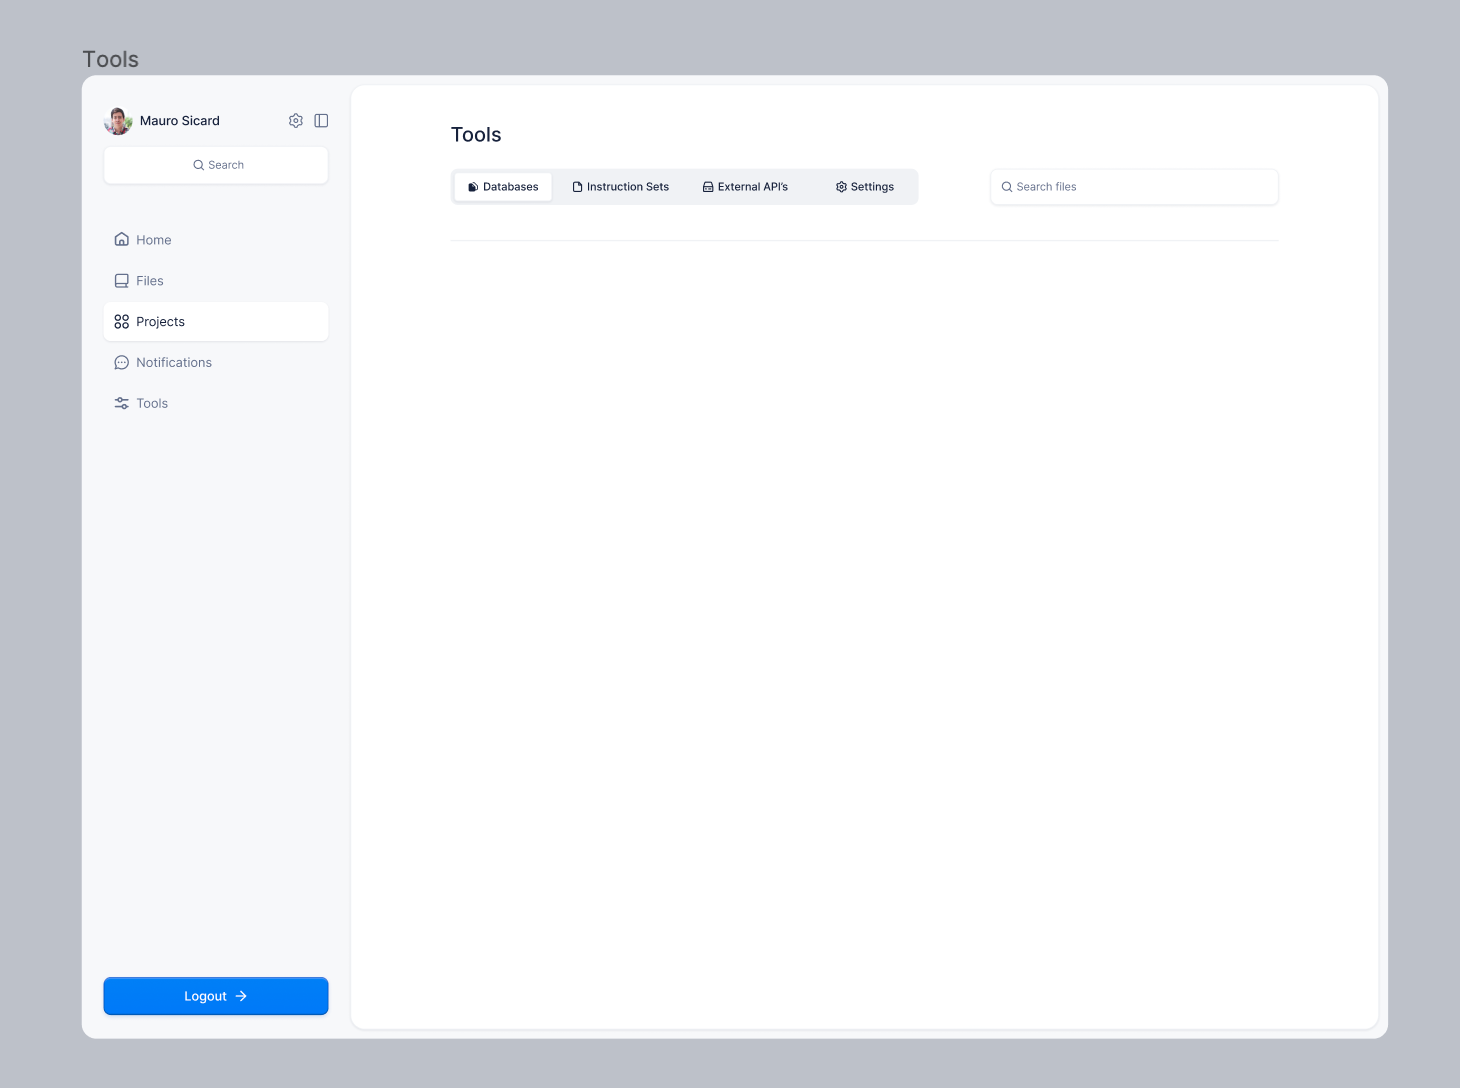 Tools
Mauro Sicard
Search
Home
Files
Projects
Notifications
Tools
Logout
Tools
Databases
Instruction Sets
External API's
Settings
Search files